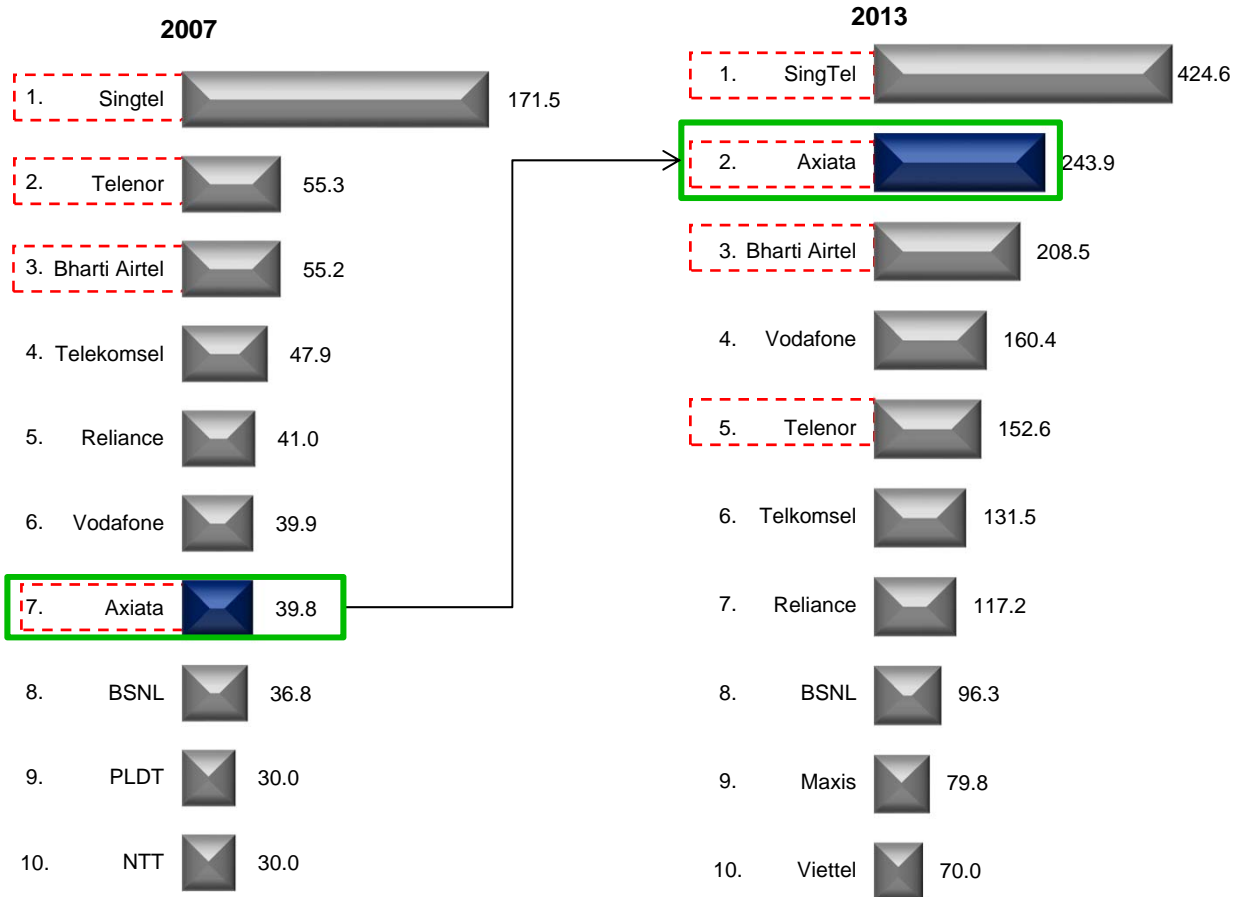 2007
1. Singtel 171.5
2. Telenor 55.3
3. Bharti Airtel 55.2
4. Telekomsel 47.9
5. Reliance 41.0
6. Vodafone 39.9
7. Axiata 39.8
8. BSNL 36.8
9. PLDT 30.0
10. NTT 30.0
2013
1. SingTel 424.6
2. Axiata 243.9
3. Bharti Airtel 208.5
4. Vodafone 160.4
5. Telenor 152.6
6. Telkomsel 131.5
7. Reliance 117.2
8. BSNL 96.3
9. Maxis 79.8
10. Viettel 70.0